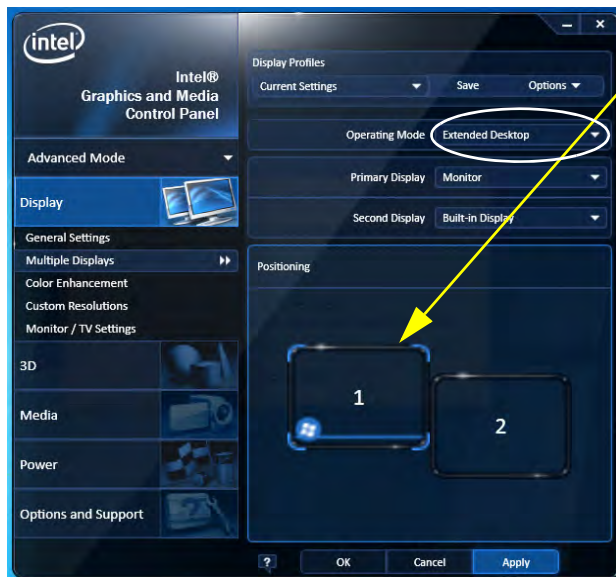 intel
Intel®
Graphics and Media
Control Panel
Advanced Mode
Display
General Settings
Multiple Displays
Color Enhancement
Custom Resolutions
Monitor / TV Settings
3D
Media
Power
Options and Support
Display Profiles
Current Settings Save Options
Operating Mode Extended Desktop
Primary Display Monitor
Second Display Built-in Display
Positioning
1
2
? OK Cancel Apply